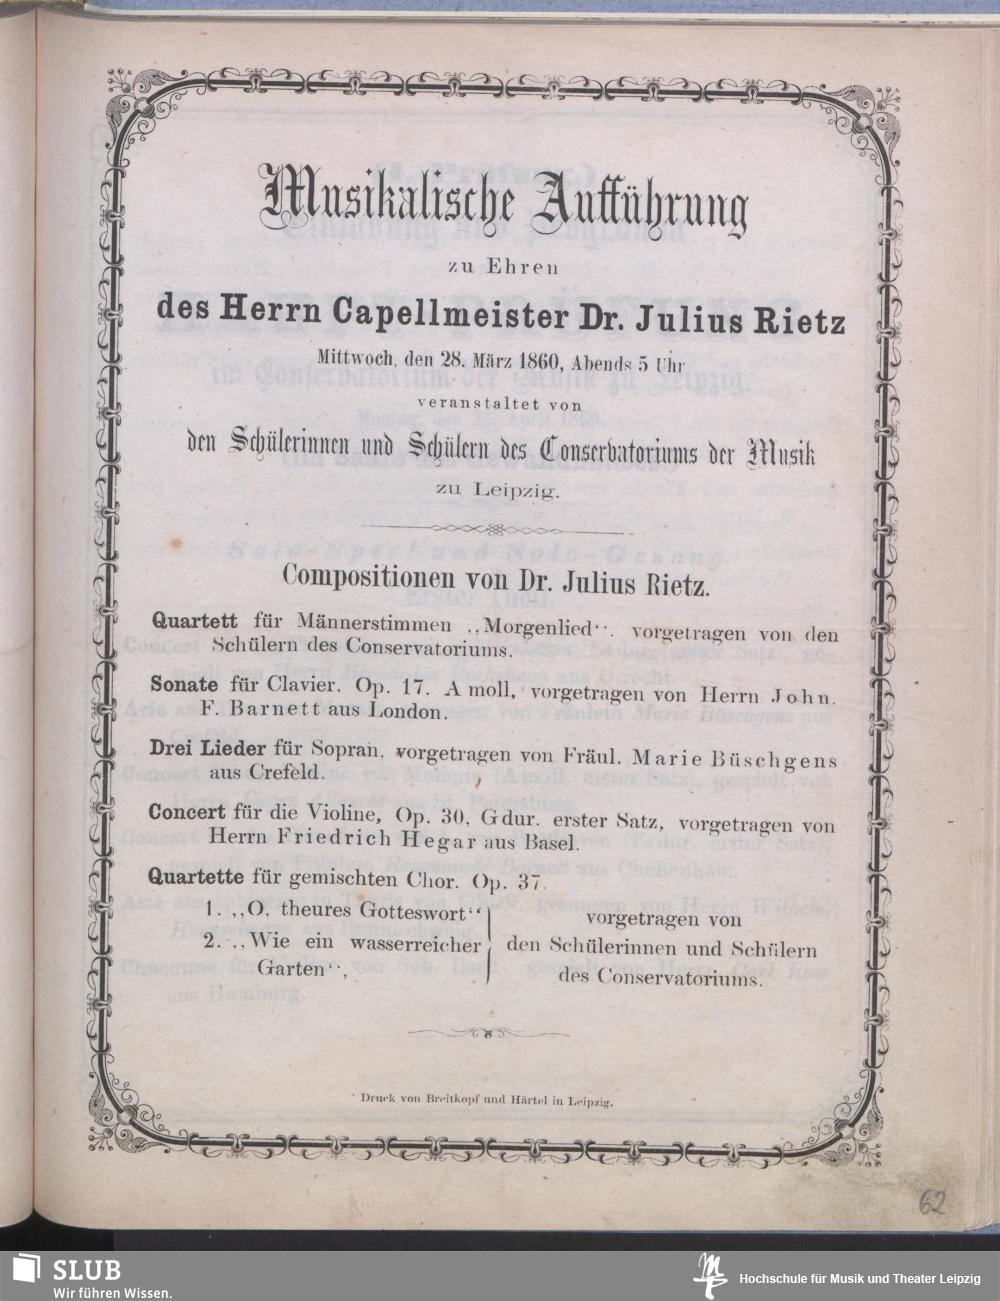 Musikalische Aufführung
zu Ehren
des Herrn Capellmeister Dr. Julius Rietz
Mittwoch, den 28. März 1860, Abends 5 Uhr
veranstaltet von
den Schülerinnen und Schülern des Conservatoriums der Musik
zu Leipzig.
Compositionen von Dr. Julius Rietz.
Quartett für Männerstimmen „Morgenlied“. vorgetragen von den
Schülern des Conservatoriums.
Sonate für Clavier. Op. 17. A moll, vorgetragen von Herrn John.
F. Barnett aus London.
Drei Lieder für Sopran. vorgetragen von Fräul. Marie Büschgens
aus Crefeld.
Concert für die Violine, Op. 30, G dur. erster Satz, vorgetragen von
Herrn Friedrich Hegar aus Basel.
Quartette für gemischten Chor. Op. 37.
1. „O, theures Gotteswort“
2. „Wie ein wasserreicher
Garten“,
vorgetragen von
den Schülerinnen und Schülern
des Conservatoriums.
Druck von Breitkopf und Härtel in Leipzig.
62
SLUB
Wir führen Wissen.
Hochschule für Musik und Theater Leipzig